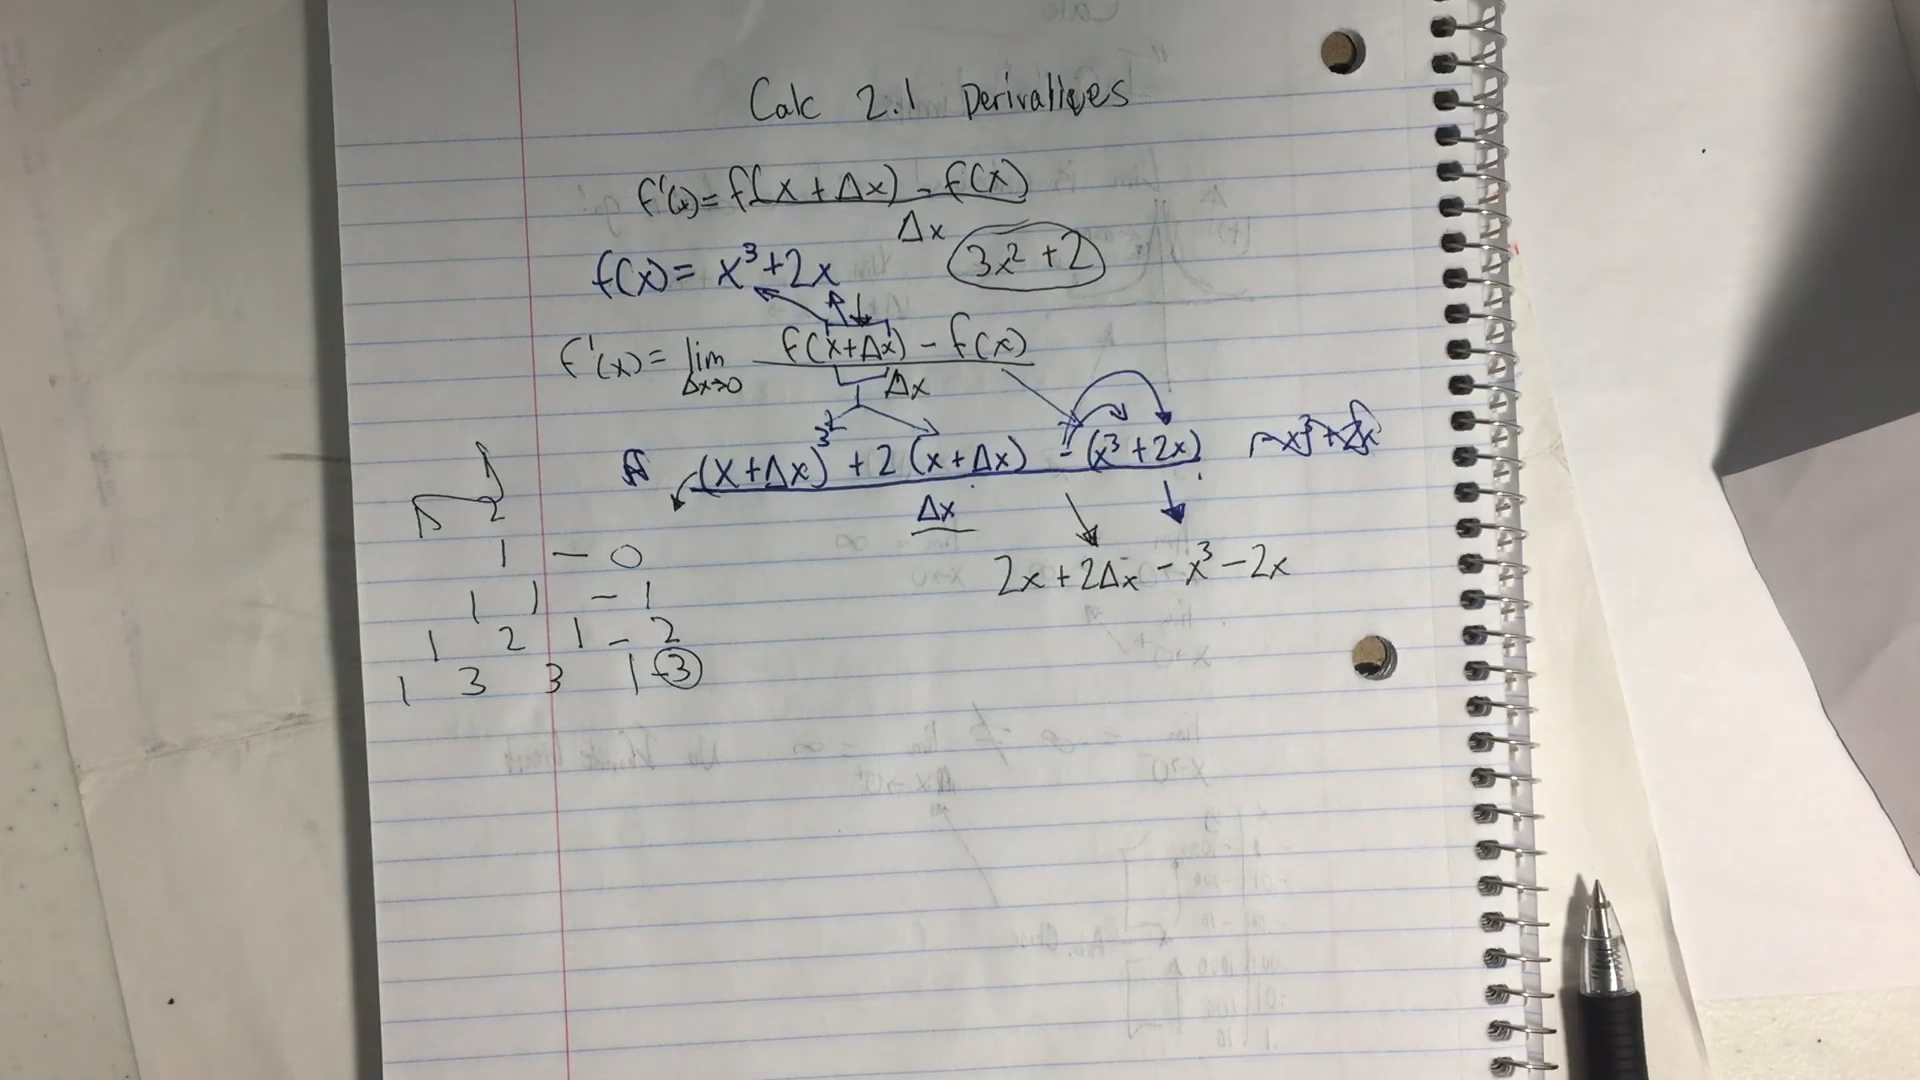 Calc 2.1 Derivatives
f'(x) = f(x + Δx) - f(x)
Δx
3x² + 2
f(x) = x³ + 2x
f'(x) = lim f(x+Δx) - f(x)
Δx→0 Δx
(x+Δx)³ + 2(x+Δx) - (x³ + 2x)
Δx
2x + 2Δx - x³ - 2x
2
1 - 0
1 1 - 1
1 2 1 - 2
1 3 3 1 - 3